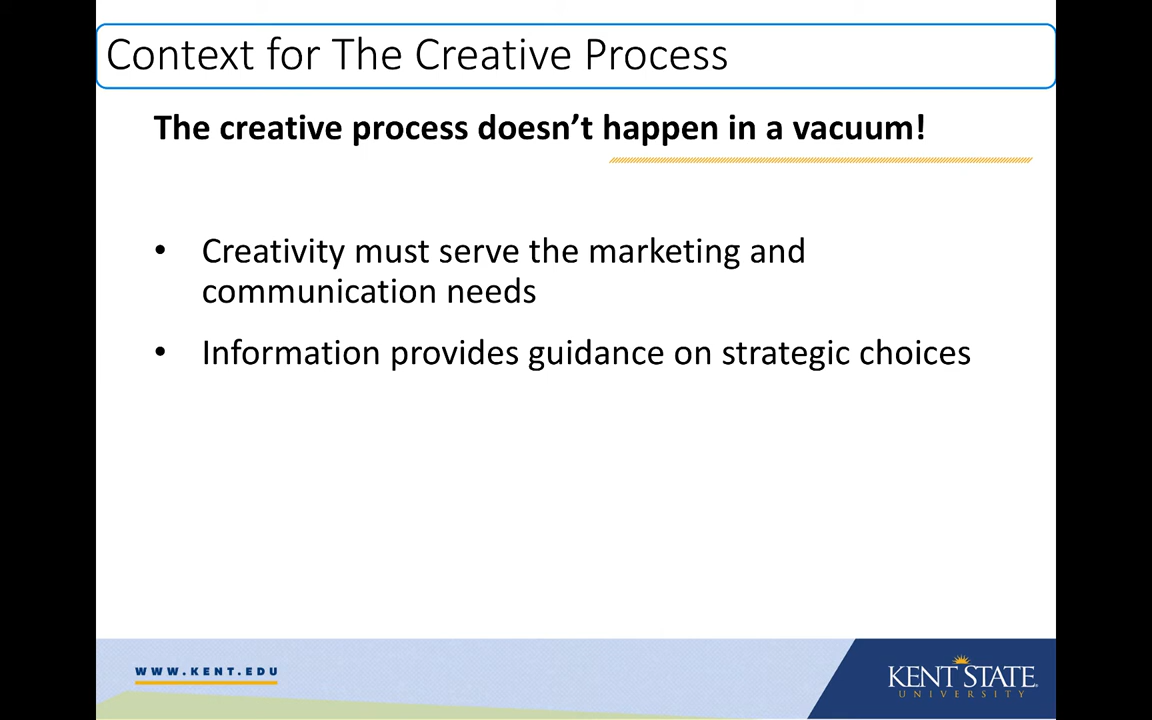 Context for The Creative Process
The creative process doesn’t happen in a vacuum!
• Creativity must serve the marketing and
communication needs
• Information provides guidance on strategic choices
WWW.KENT.EDU
KENT STATE
UNIVERSITY